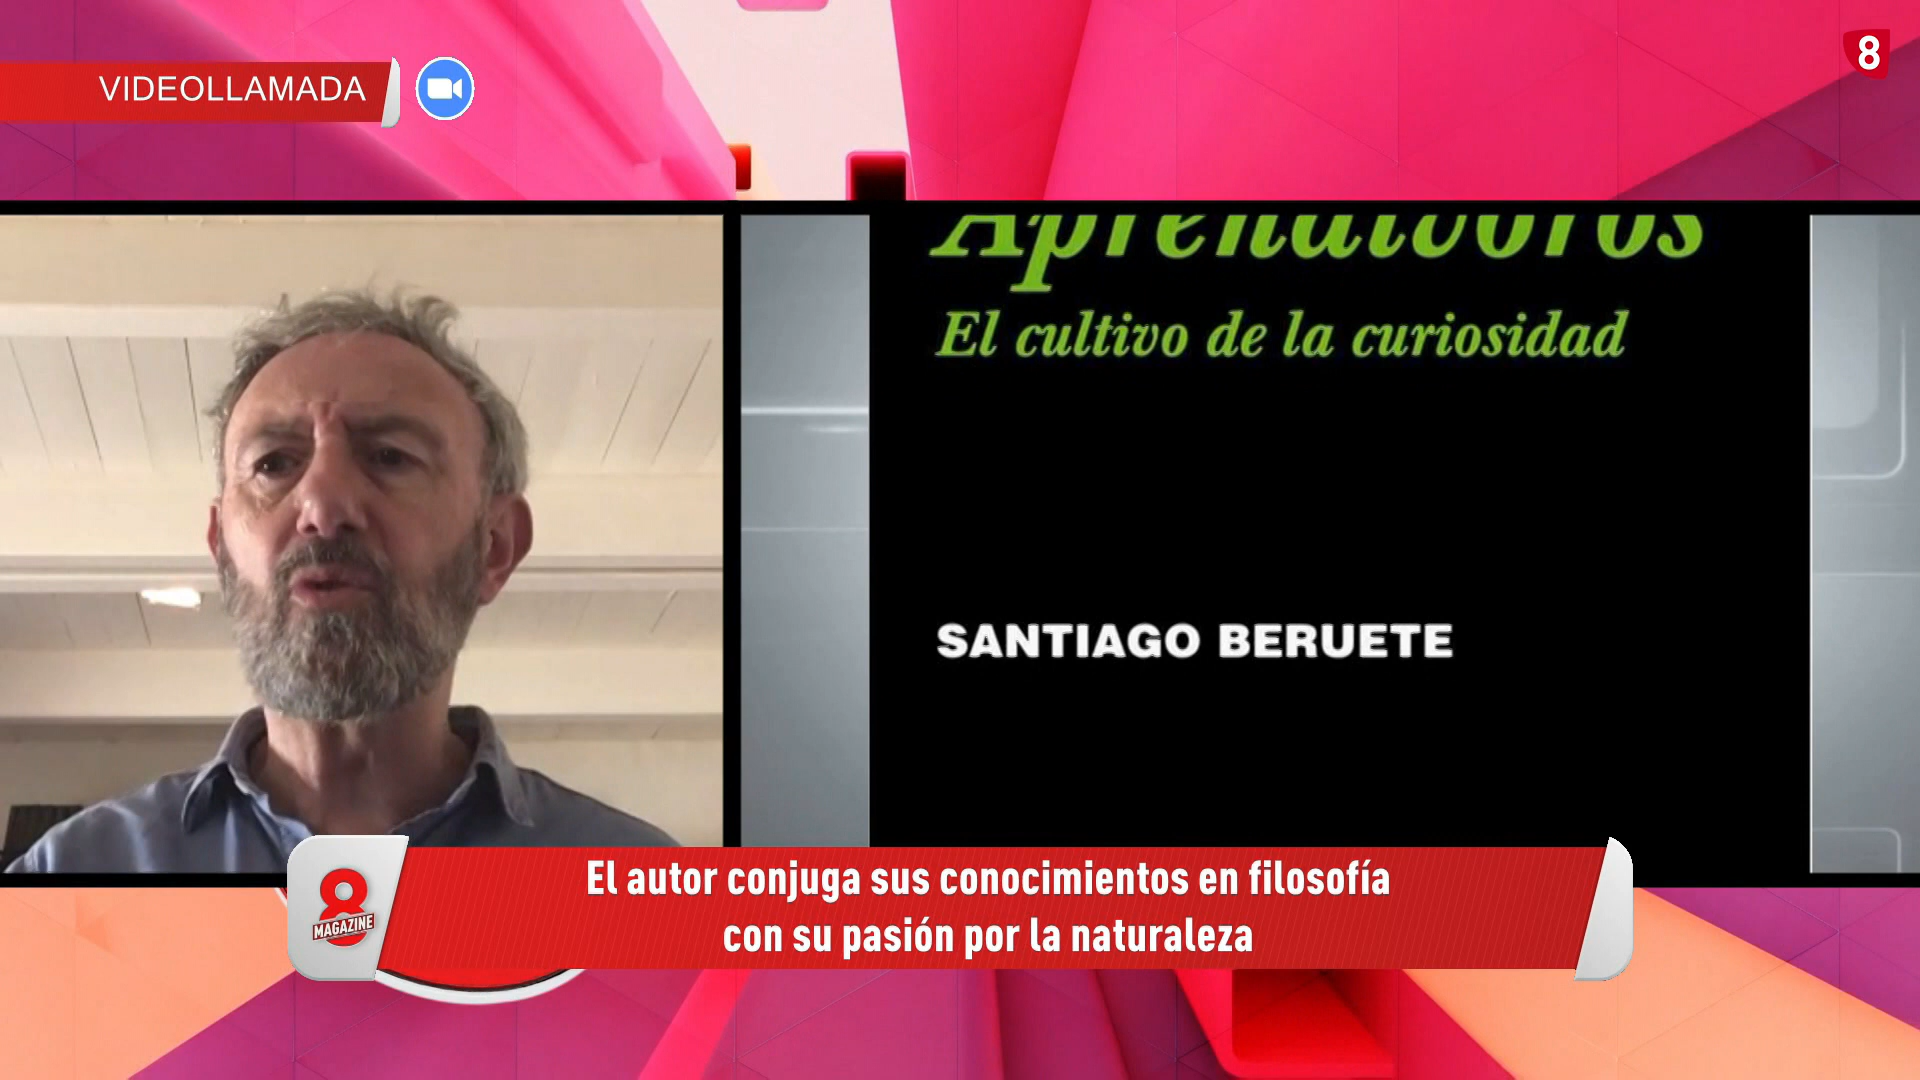 VIDEOLLAMADA
8
Aprendívoros
El cultivo de la curiosidad
SANTIAGO BERUETE
El autor conjuga sus conocimientos en filosofía
con su pasión por la naturaleza
8
MAGAZINE